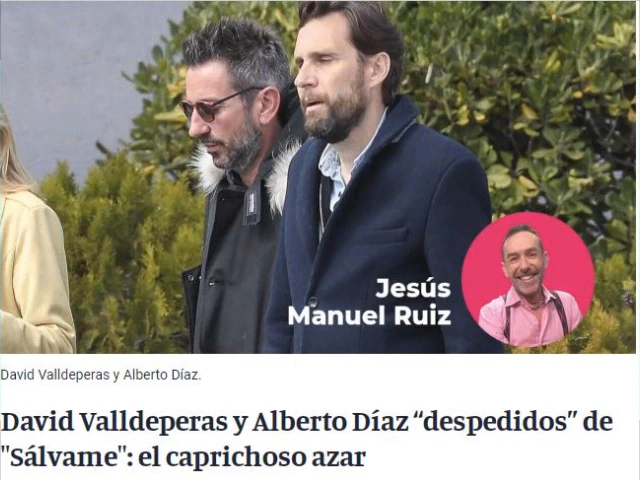 Jesús
Manuel Ruiz
David Valldeperas y Alberto Díaz.
David Valldeperas y Alberto Díaz “despedidos” de
"Sálvame": el caprichoso azar